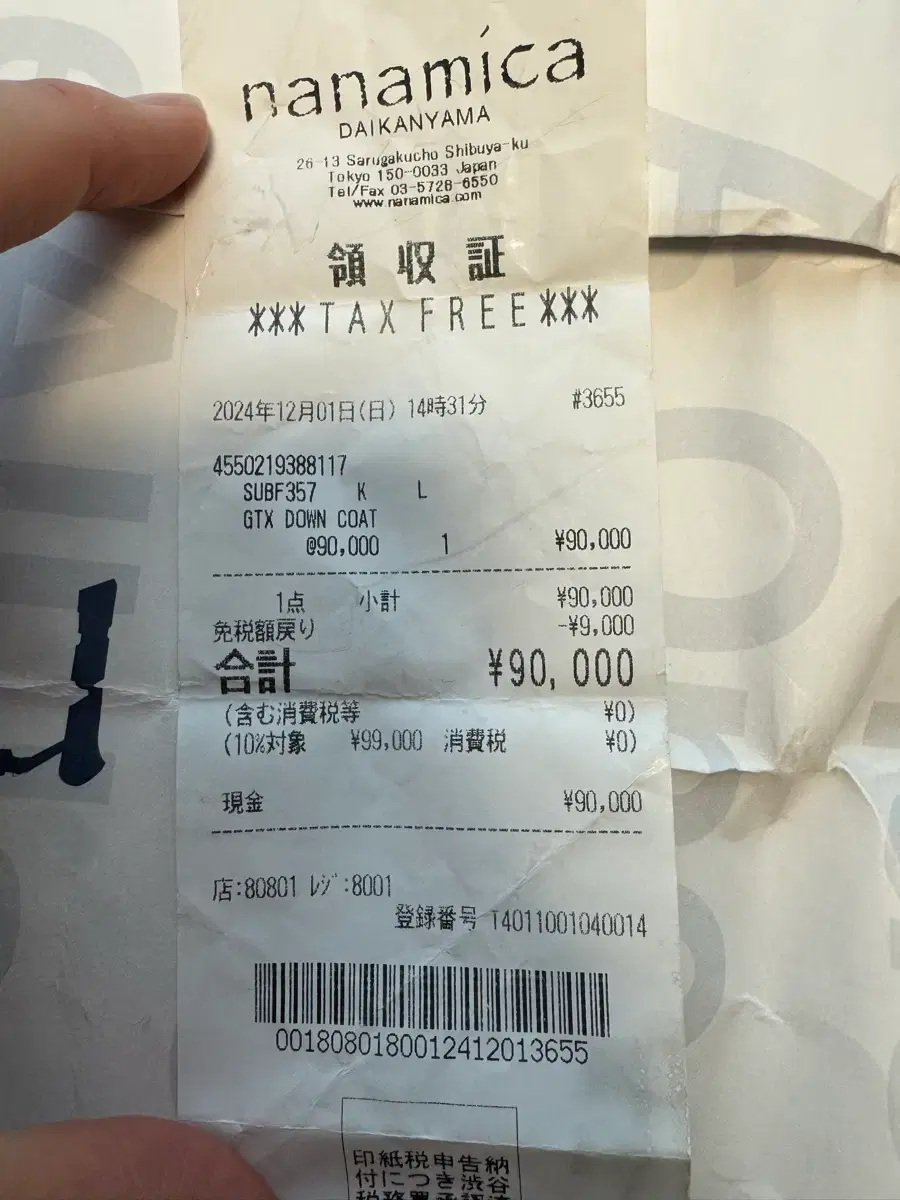 nanamica
DAIKANYAMA
26-13 Sarugakucho Shibuya-ku
Tokyo 150-0033 Japan
Tel/Fax 03-5728-6550
www.nanamica.com
領収証
***TAX FREE***
2024年12月01日(日) 14時31分 #3655
4550219388117
SUBF357 K L
GTX DOWN COAT
@90,000 1 ¥90,000
1点 小計 ¥90,000
免税額戻り -¥9,000
合計 ¥90,000
(含む消費税等 ¥0)
(10%対象 ¥99,000 消費税 ¥0)
現金 ¥90,000
店:80801 ﾚｼﾞ:8001
登録番号 T4011001040014
0018080180012412013655
印紙税申告納
付につき渋谷